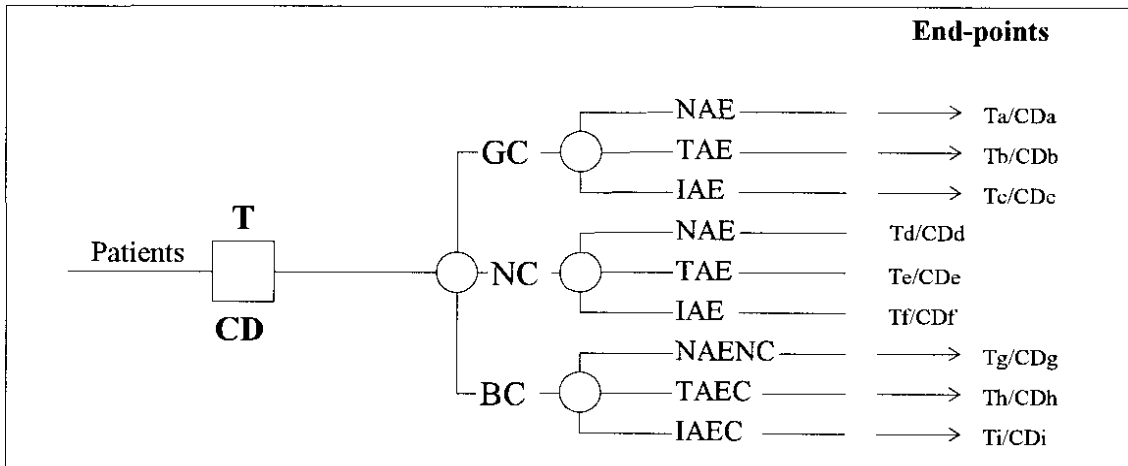 End-points
NAE Ta/CDa
GC TAE Tb/CDb
IAE Tc/CDc
T NAE Td/CDd
Patients NC TAE Te/CDe
CD IAE Tf/CDf
NAENC Tg/CDg
BC TAEC Th/CDh
IAEC Ti/CDi